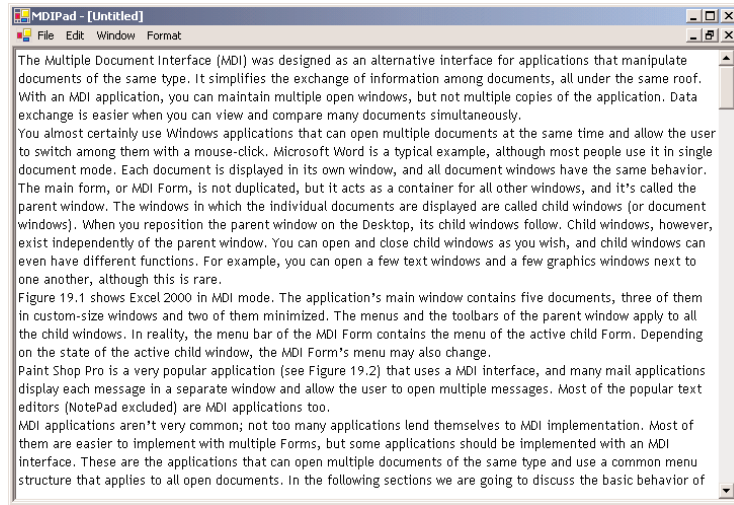 MDIPad - [Untitled]
File Edit Window Format
The Multiple Document Interface (MDI) was designed as an alternative interface for applications that manipulate
documents of the same type. It simplifies the exchange of information among documents, all under the same roof.
With an MDI application, you can maintain multiple open windows, but not multiple copies of the application. Data
exchange is easier when you can view and compare many documents simultaneously.
You almost certainly use Windows applications that can open multiple documents at the same time and allow the user
to switch among them with a mouse-click. Microsoft Word is a typical example, although most people use it in single
document mode. Each document is displayed in its own window, and all document windows have the same behavior.
The main form, or MDI Form, is not duplicated, but it acts as a container for all other windows, and it's called the
parent window. The windows in which the individual documents are displayed are called child windows (or document
windows). When you reposition the parent window on the Desktop, its child windows follow. Child windows, however,
exist independently of the parent window. You can open and close child windows as you wish, and child windows can
even have different functions. For example, you can open a few text windows and a few graphics windows next to
one another, although this is rare.
Figure 19.1 shows Excel 2000 in MDI mode. The application's main window contains five documents, three of them
in custom-size windows and two of them minimized. The menus and the toolbars of the parent window apply to all
the child windows. In reality, the menu bar of the MDI Form contains the menu of the active child Form. Depending
on the state of the active child window, the MDI Form's menu may also change.
Paint Shop Pro is a very popular application (see Figure 19.2) that uses a MDI interface, and many mail applications
display each message in a separate window and allow the user to open multiple messages. Most of the popular text
editors (NotePad excluded) are MDI applications too.
MDI applications aren't very common; not too many applications lend themselves to MDI implementation. Most of
them are easier to implement with multiple Forms, but some applications should be implemented with an MDI
interface. These are the applications that can open multiple documents of the same type and use a common menu
structure that applies to all open documents. In the following sections we are going to discuss the basic behavior of